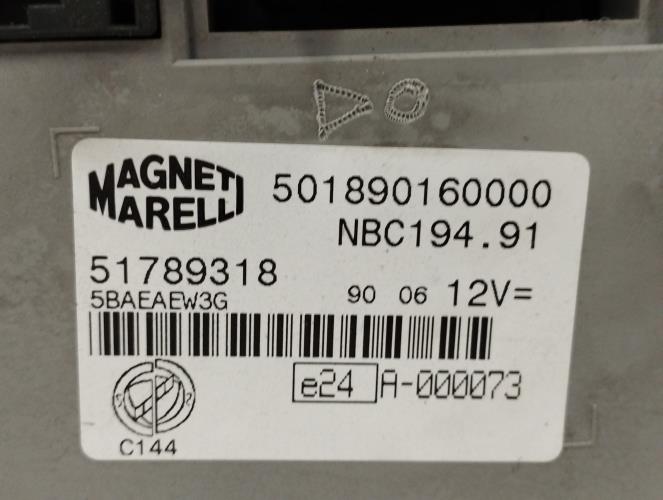 MAGNETI
MARELLI
501890160000
NBC194.91
51789318
5BAEAEW3G
90 06 12V=
e24 A-000073
C144